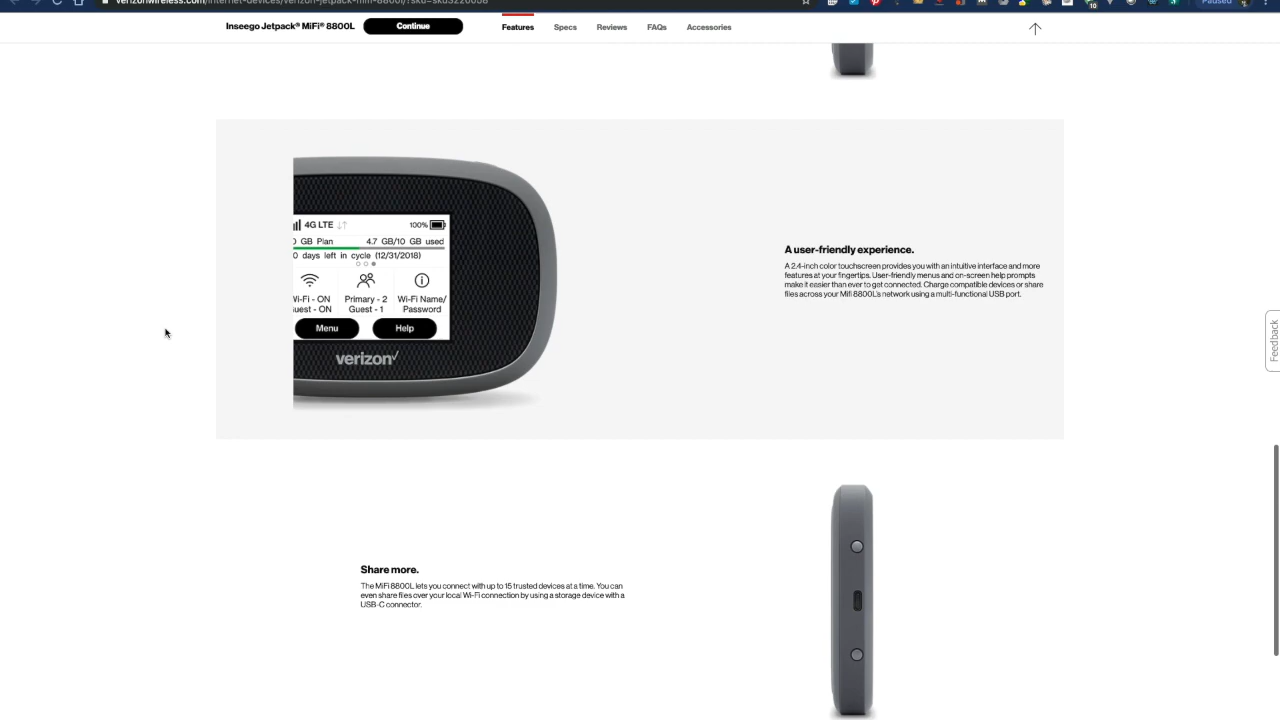 Inseego Jetpack® MiFi® 8800L
Continue
Features
Specs
Reviews
FAQs
Accessories
4G LTE
100%
GB Plan
4.7 GB/10 GB used
days left in cycle (12/31/2018)
Wi-Fi - ON
Guest - ON
Primary - 2
Guest - 1
Wi-Fi Name/
Password
Menu
Help
verizon✓
A user-friendly experience.
A 2.4-inch color touchscreen provides you with an intuitive interface and more
features at your fingertips. User-friendly menus and on-screen help prompts
make it easier than ever to get connected. Charge compatible devices or share
files across your Mifi 8800L's network using a multi-functional USB port.
Feedback
Share more.
The MiFi 8800L lets you connect with up to 15 trusted devices at a time. You can
even share files over your local Wi-Fi connection by using a storage device with a
USB-C connector.